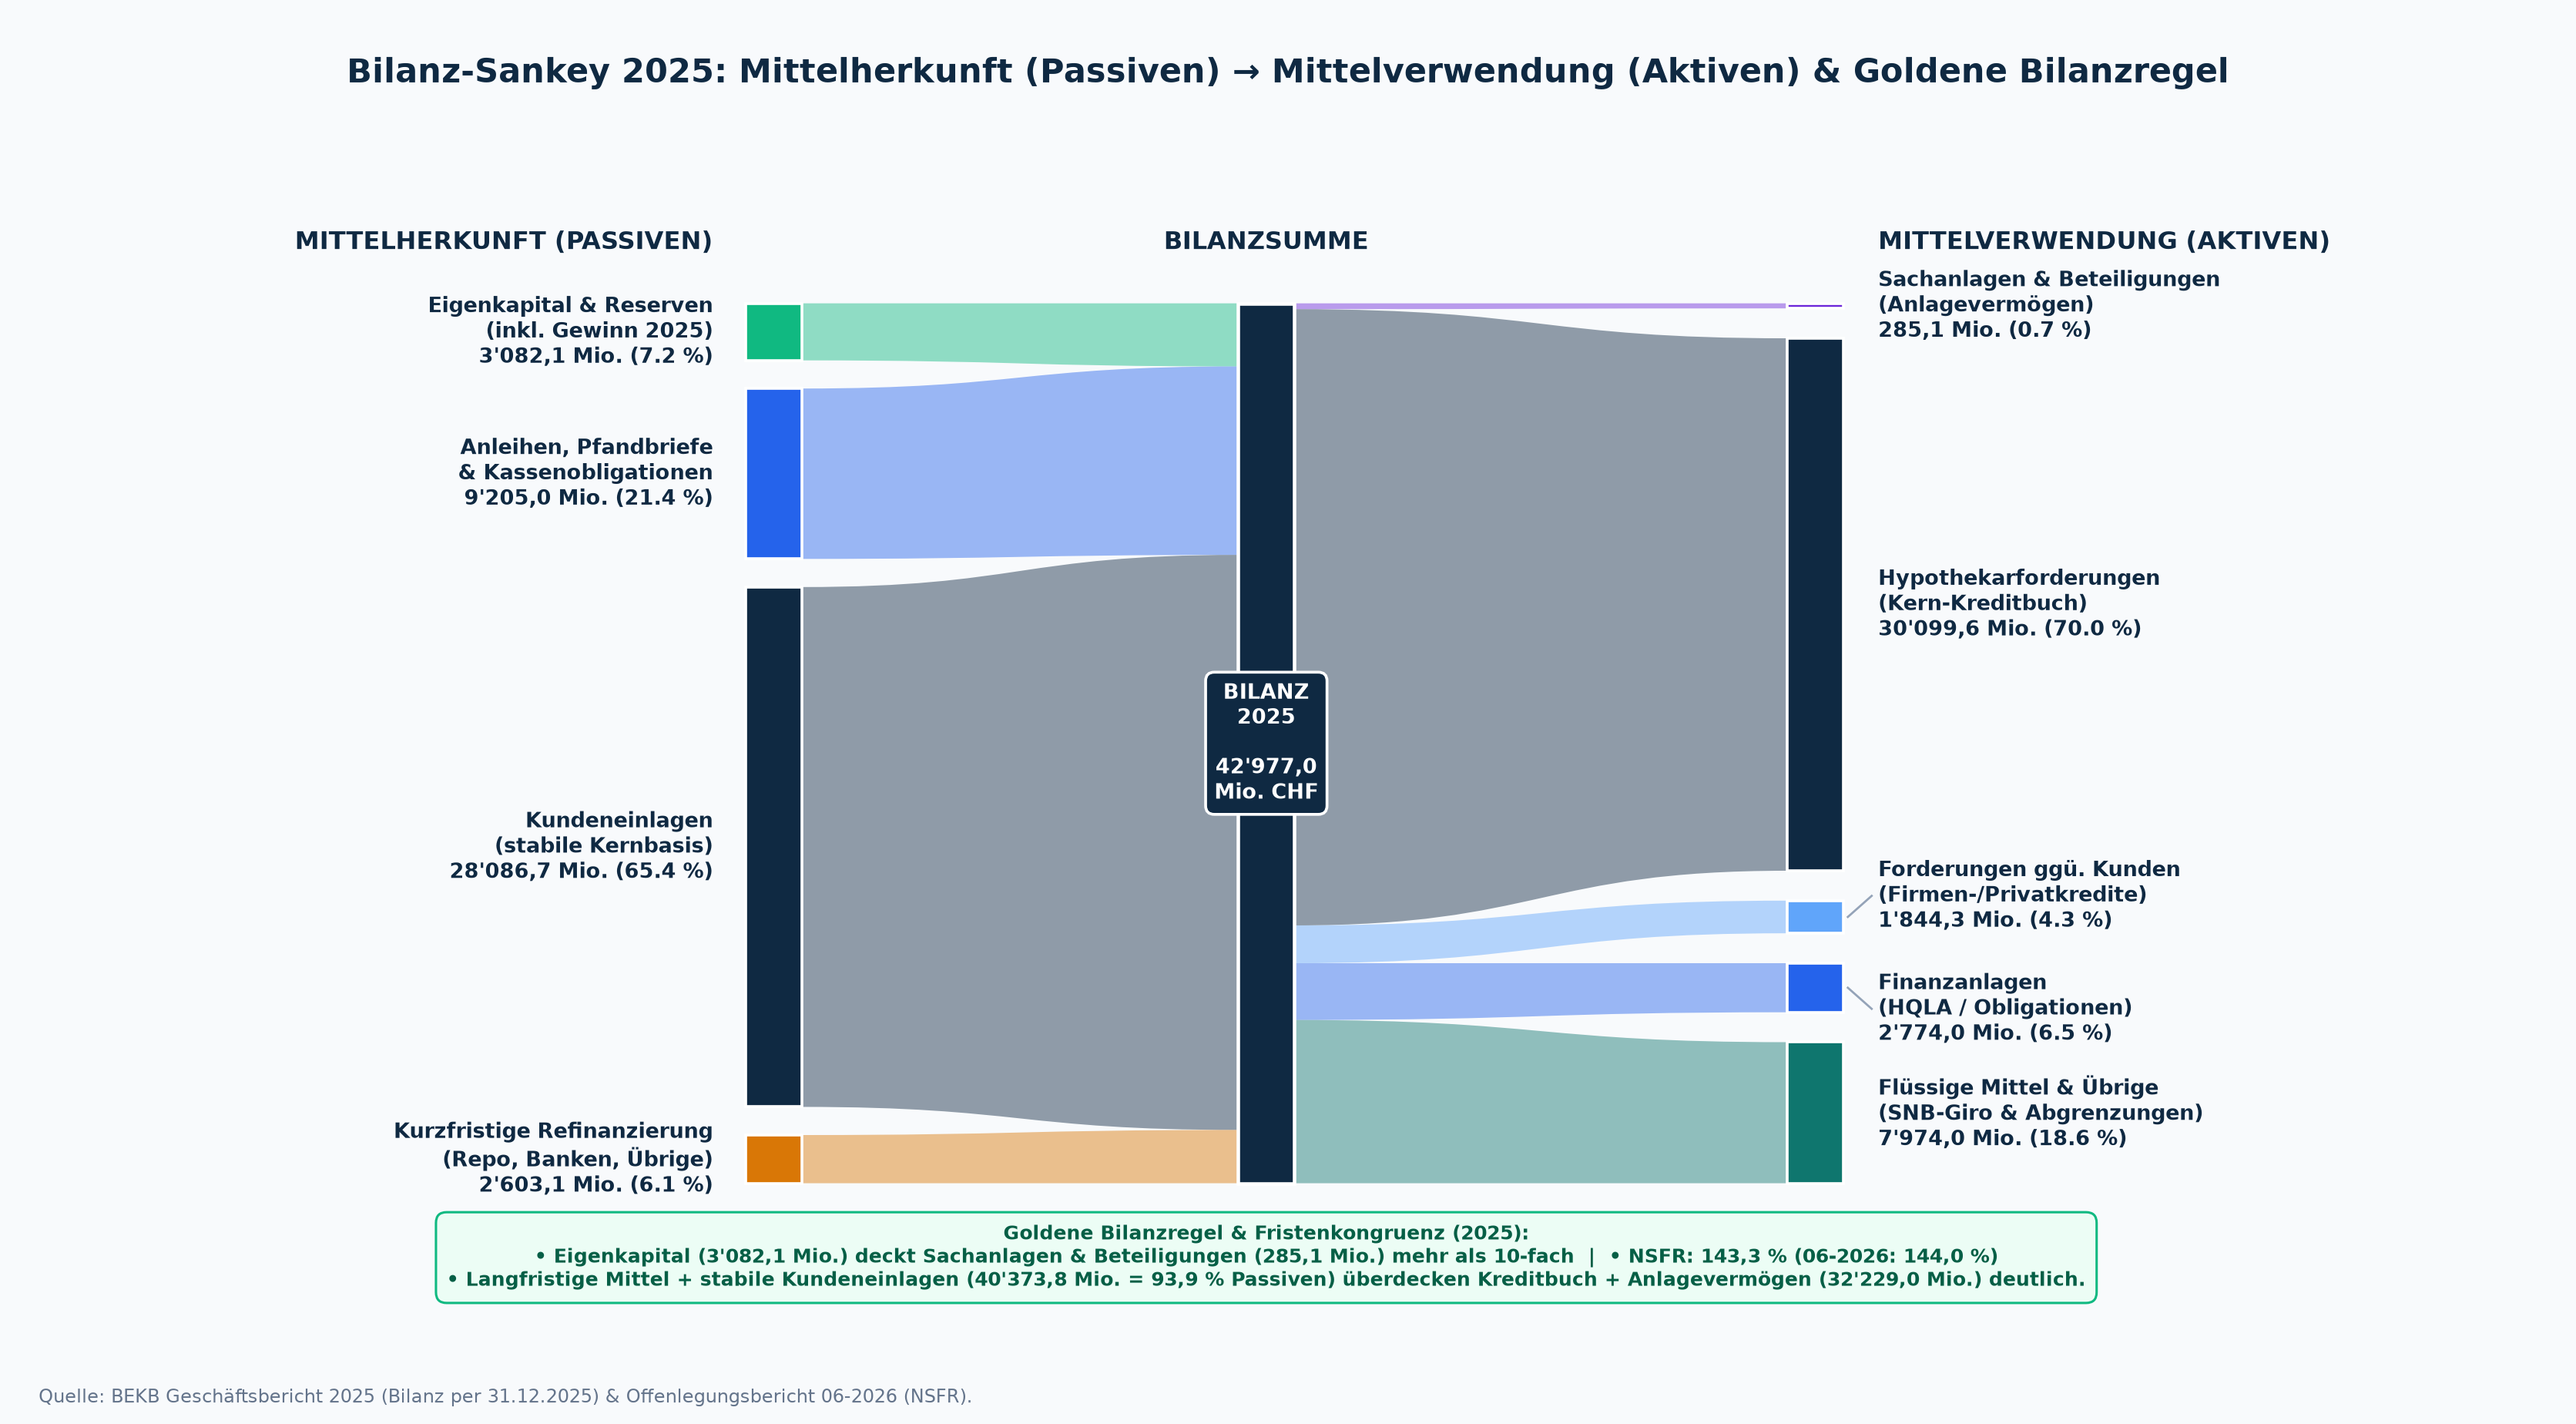 Bilanz-Sankey 2025: Mittelherkunft (Passiven) → Mittelverwendung (Aktiven) & Goldene Bilanzregel
MITTELHERKUNFT (PASSIVEN)
Eigenkapital & Reserven
(inkl. Gewinn 2025)
3'082,1 Mio. (7.2 %)
Anleihen, Pfandbriefe
& Kassenobligationen
9'205,0 Mio. (21.4 %)
Kundeneinlagen
(stabile Kernbasis)
28'086,7 Mio. (65.4 %)
Kurzfristige Refinanzierung
(Repo, Banken, Übrige)
2'603,1 Mio. (6.1 %)
BILANZSUMME
BILANZ
2025
42'977,0
Mio. CHF
MITTELVERWENDUNG (AKTIVEN)
Sachanlagen & Beteiligungen
(Anlagevermögen)
285,1 Mio. (0.7 %)
Hypothekarforderungen
(Kern-Kreditbuch)
30'099,6 Mio. (70.0 %)
Forderungen ggü. Kunden
(Firmen-/Privatkredite)
1'844,3 Mio. (4.3 %)
Finanzanlagen
(HQLA / Obligationen)
2'774,0 Mio. (6.5 %)
Flüssige Mittel & Übrige
(SNB-Giro & Abgrenzungen)
7'974,0 Mio. (18.6 %)
Goldene Bilanzregel & Fristenkongruenz (2025):
• Eigenkapital (3'082,1 Mio.) deckt Sachanlagen & Beteiligungen (285,1 Mio.) mehr als 10-fach | • NSFR: 143,3 % (06-2026: 144,0 %)
• Langfristige Mittel + stabile Kundeneinlagen (40'373,8 Mio. = 93,9 % Passiven) überdecken Kreditbuch + Anlagevermögen (32'229,0 Mio.) deutlich.
Quelle: BEKB Geschäftsbericht 2025 (Bilanz per 31.12.2025) & Offenlegungsbericht 06-2026 (NSFR).